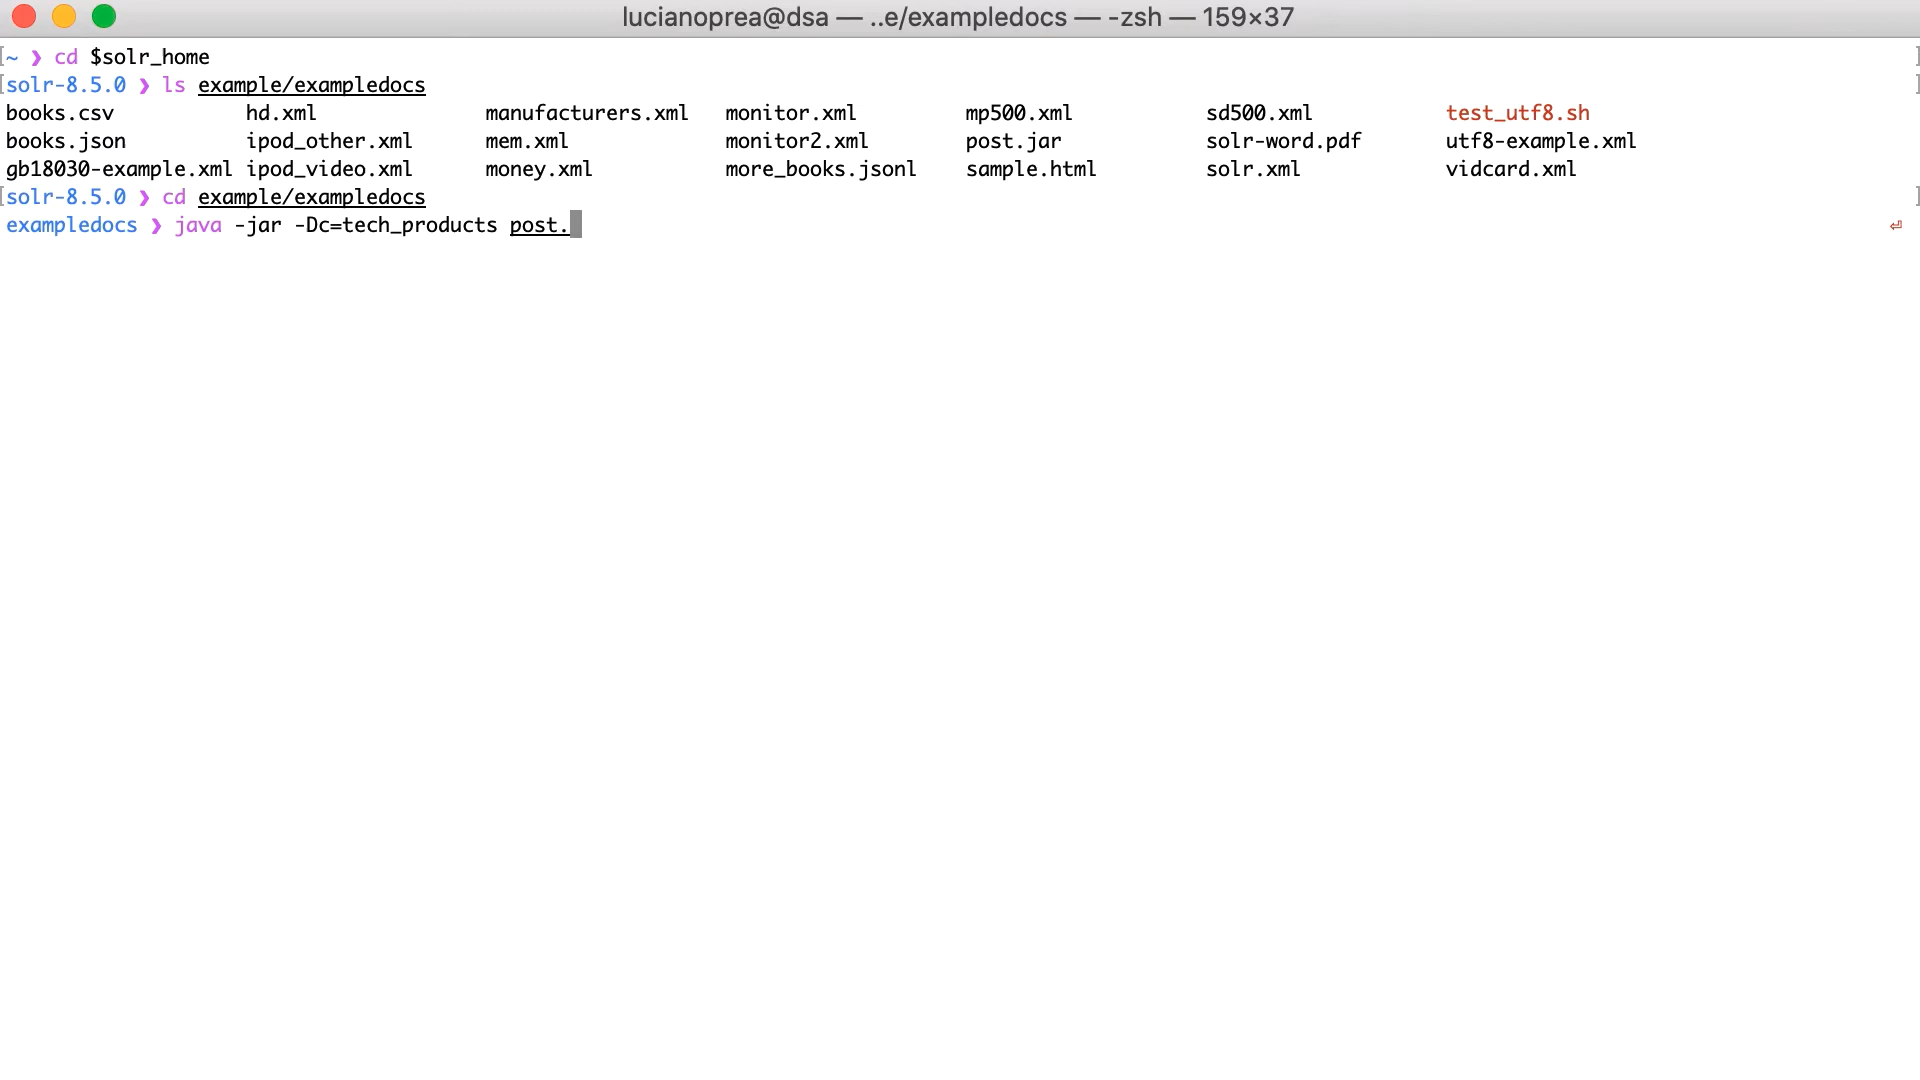 lucianoprea@dsa — ..e/exampledocs — -zsh — 159×37
~ ❯ cd $solr_home
solr-8.5.0 ❯ ls example/exampledocs
books.csv hd.xml manufacturers.xml monitor.xml mp500.xml sd500.xml test_utf8.sh
books.json ipod_other.xml mem.xml monitor2.xml post.jar solr-word.pdf utf8-example.xml
gb18030-example.xml ipod_video.xml money.xml more_books.jsonl sample.html solr.xml vidcard.xml
solr-8.5.0 ❯ cd example/exampledocs
exampledocs ❯ java -jar -Dc=tech_products post. ⏎